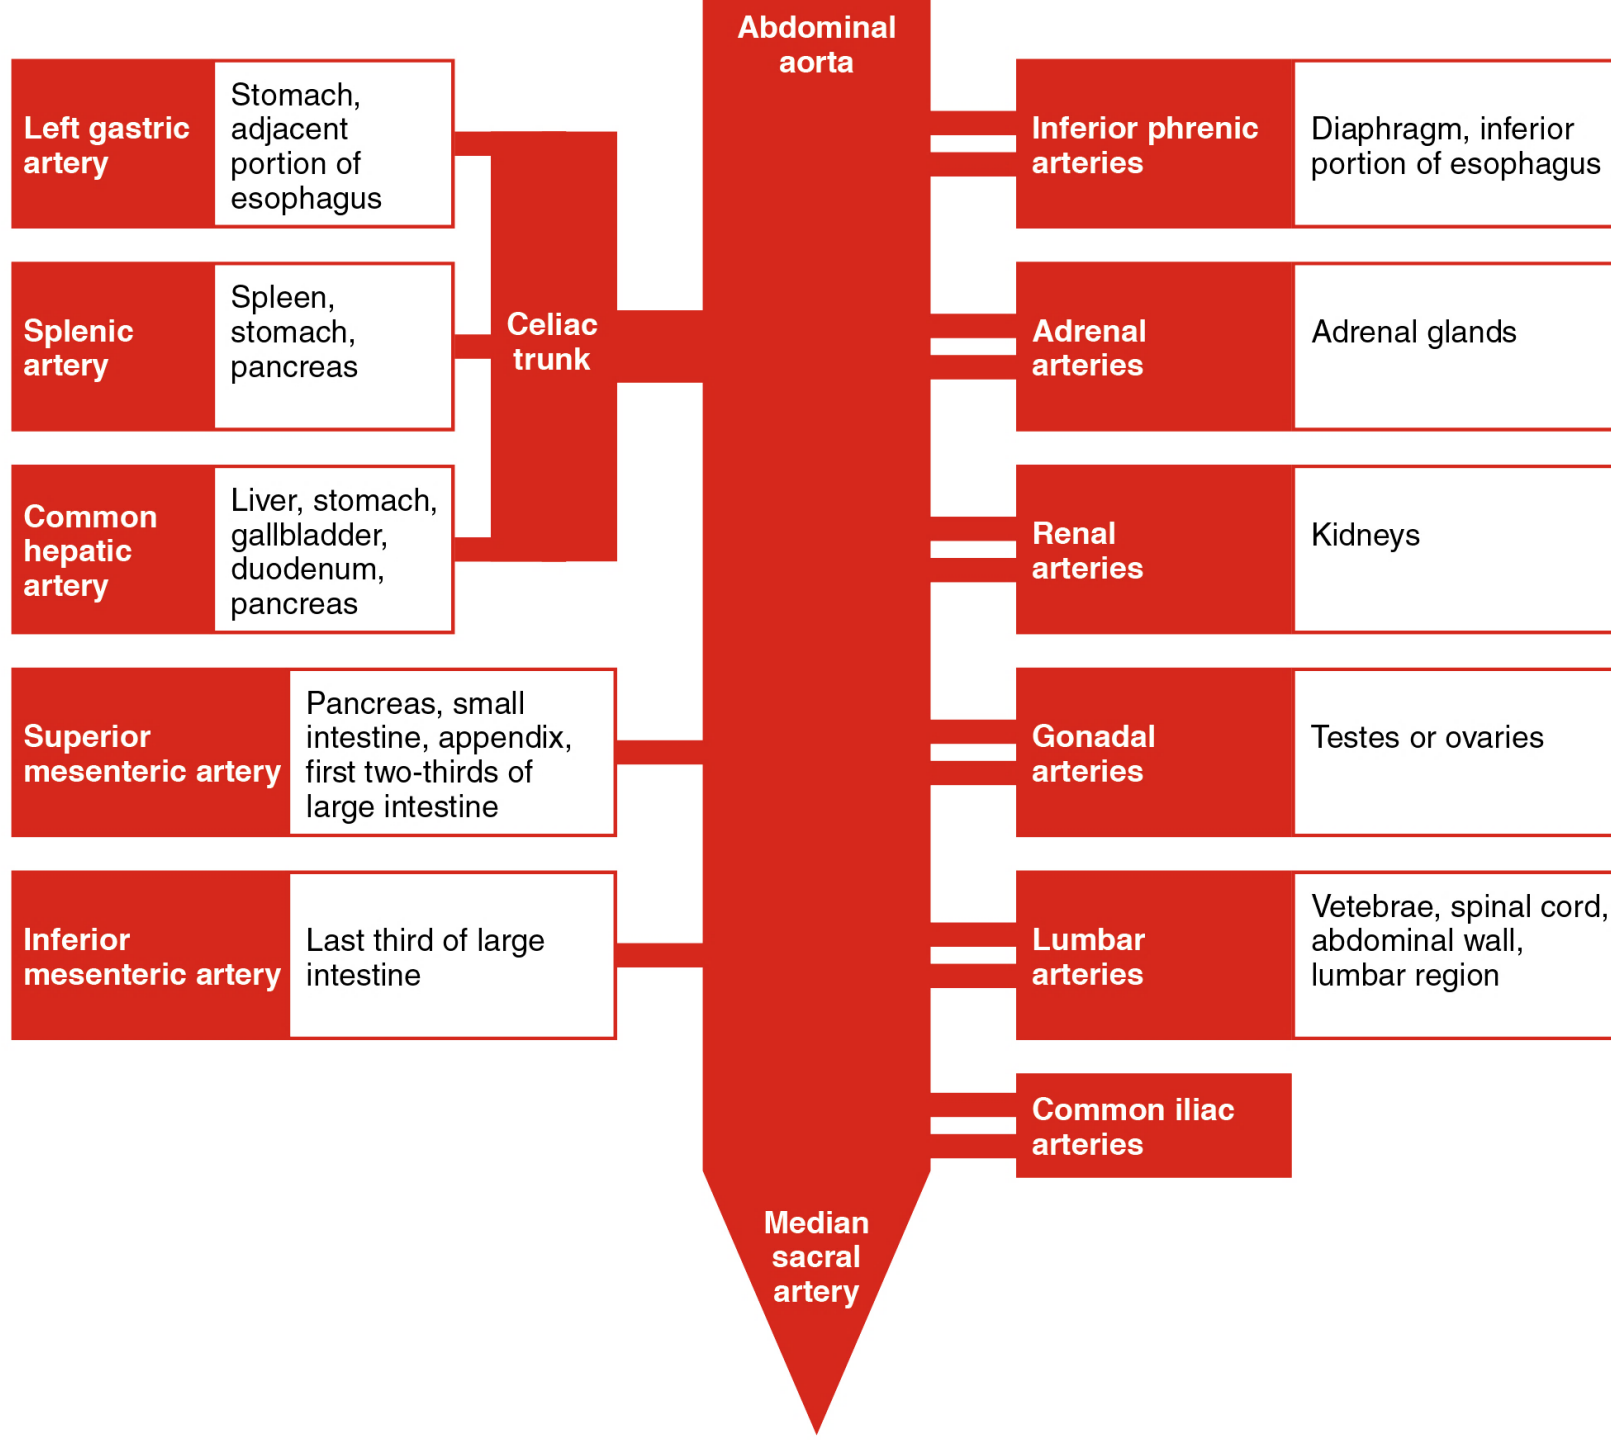 Abdominal
aorta
Left gastric
artery
Stomach,
adjacent
portion of
esophagus
Splenic
artery
Spleen,
stomach,
pancreas
Common
hepatic
artery
Liver, stomach,
gallbladder,
duodenum,
pancreas
Celiac
trunk
Superior
mesenteric artery
Pancreas, small
intestine, appendix,
first two-thirds of
large intestine
Inferior
mesenteric artery
Last third of large
intestine
Inferior phrenic
arteries
Diaphragm, inferior
portion of esophagus
Adrenal
arteries
Adrenal glands
Renal
arteries
Kidneys
Gonadal
arteries
Testes or ovaries
Lumbar
arteries
Vetebrae, spinal cord,
abdominal wall,
lumbar region
Common iliac
arteries
Median
sacral
artery